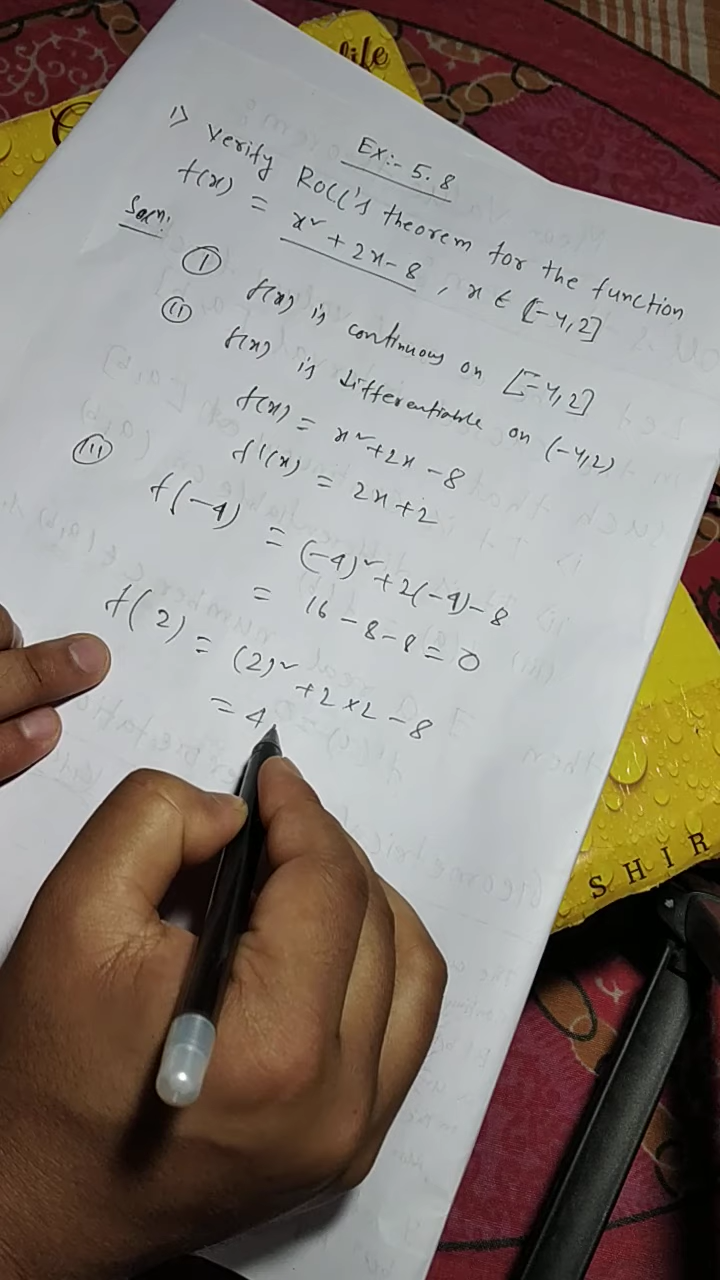 life
Ex:- 5.8
1> Verify Roll's theorem for the function
f(x) = x² + 2x - 8 , x ∈ [-4,2]
Soln:
(I) f(x) is continuous on [-4,2]
(II) f(x) is differentiable on (-4,2)
f(x) = x² + 2x - 8
f'(x) = 2x + 2
(III) f(-4) = (-4)² + 2(-4) - 8
= 16 - 8 - 8 = 0
f(2) = (2)² + 2 × 2 - 8
= 4
SHIR